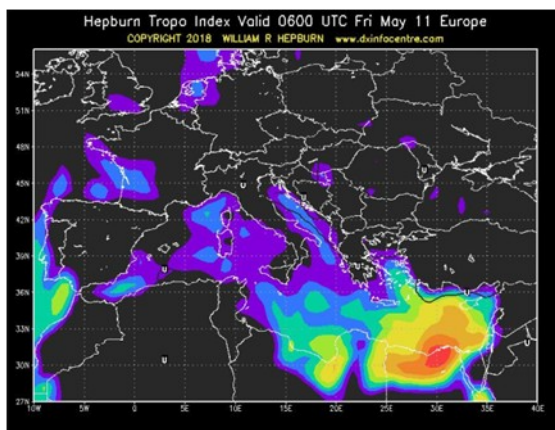 Hepburn Tropo Index Valid 0600 UTC Fri May 11 Europe
COPYRIGHT 2018 WILLIAM R HEPBURN www.dxinfocentre.com
54N
51N
48N
45N
42N
39N
36N
33N
30N
27N
U
U
U
U
U
U
U
10W 5W 0 5E 10E 15E 20E 25E 30E 35E 40E